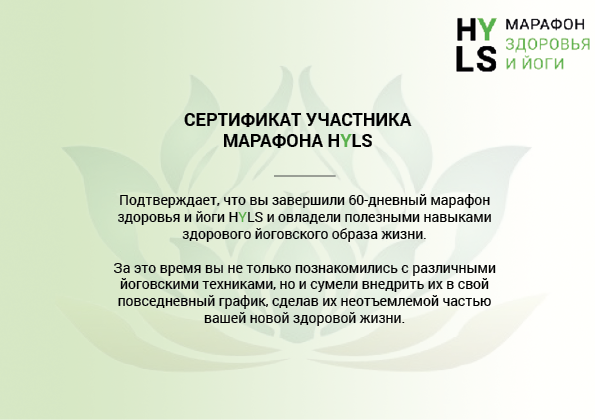 HYLS
МАРАФОН
ЗДОРОВЬЯ
И ЙОГИ
СЕРТИФИКАТ УЧАСТНИКА
МАРАФОНА HYLS
Подтверждает, что вы завершили 60-дневный марафон
здоровья и йоги HYLS и овладели полезными навыками
здорового йоговского образа жизни.
За это время вы не только познакомились с различными
йоговскими техниками, но и сумели внедрить их в свой
повседневный график, сделав их неотъемлемой частью
вашей новой здоровой жизни.